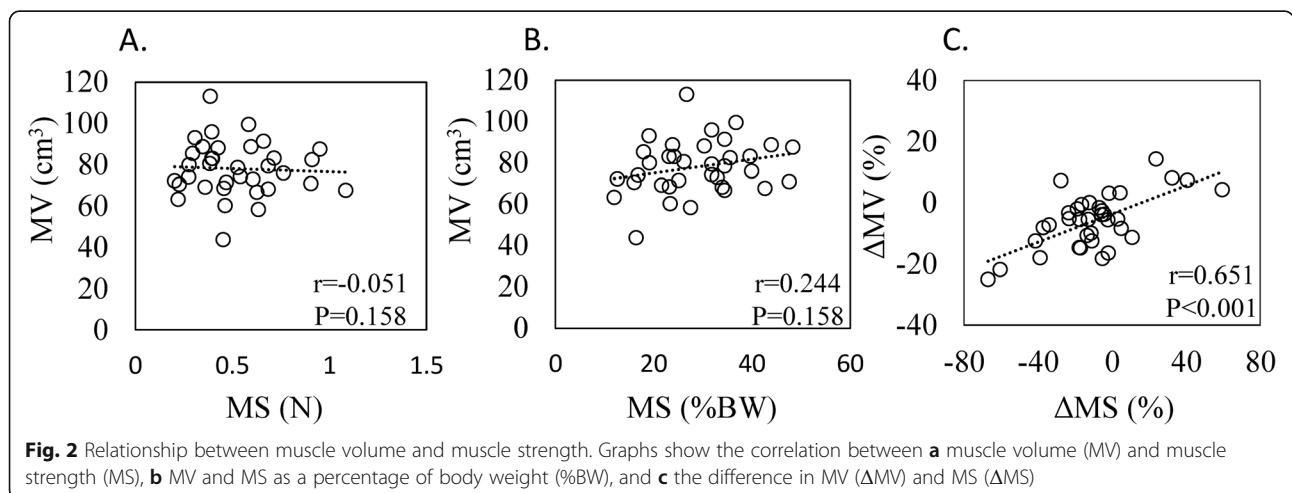 A.
B.
C.
MV (cm³)
120
100
80
60
40
20
0
r=-0.051
P=0.158
0
0.5
1
1.5
MS (N)
MV (cm³)
120
100
80
60
40
20
0
r=0.244
P=0.158
0
20
40
60
MS (%BW)
ΔMV (%)
40
20
0
-20
-40
r=0.651
P<0.001
-80
-40
0
40
80
ΔMS (%)
Fig. 2 Relationship between muscle volume and muscle strength. Graphs show the correlation between a muscle volume (MV) and muscle
strength (MS), b MV and MS as a percentage of body weight (%BW), and c the difference in MV (ΔMV) and MS (ΔMS)